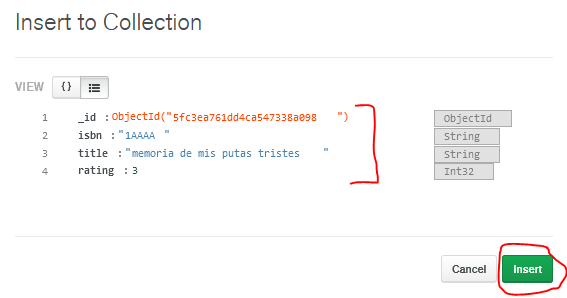 Insert to Collection
VIEW {}
1 _id :ObjectId("5fc3ea761dd4ca547338a098 ") ObjectId
2 isbn :"1AAAA " String
3 title :"memoria de mis putas tristes " String
4 rating :3 Int32
Cancel Insert